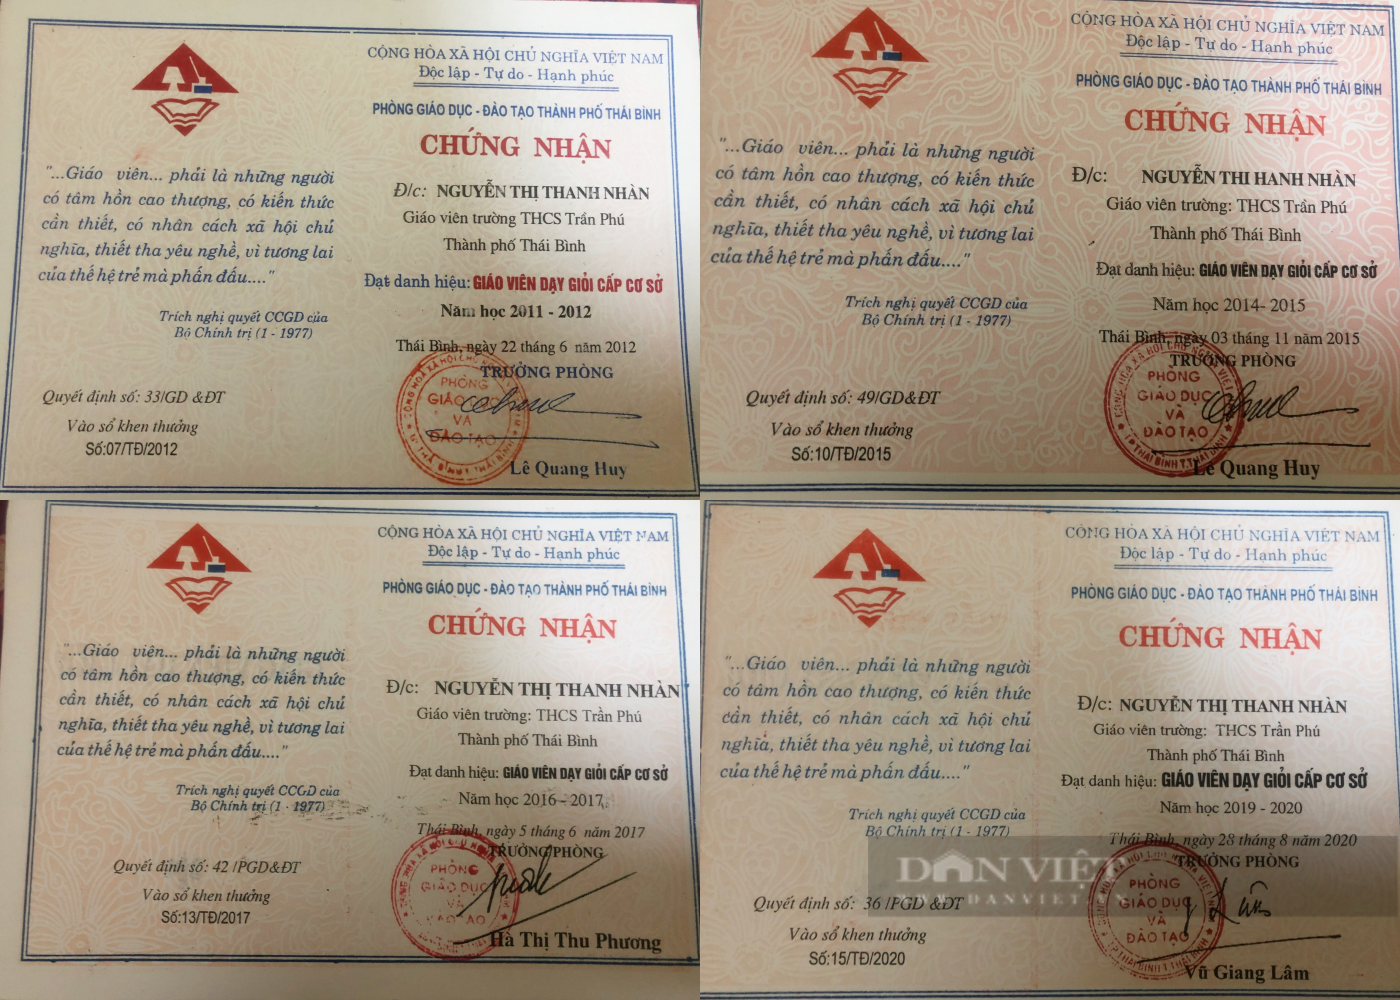 CỘNG HÒA XÃ HỘI CHỦ NGHĨA VIỆT NAM
Độc lập - Tự do - Hạnh phúc
PHÒNG GIÁO DỤC - ĐÀO TẠO THÀNH PHỐ THÁI BÌNH
CHỨNG NHẬN
"...Giáo viên... phải là những người
có tâm hồn cao thượng, có kiến thức
cần thiết, có nhân cách xã hội chủ
nghĩa, thiết tha yêu nghề, vì tương lai
của thế hệ trẻ mà phấn đấu...."
Trích nghị quyết CCGD của
Bộ Chính trị (1 - 1977)
Đ/c: NGUYỄN THỊ THANH NHÀN
Giáo viên trường THCS Trần Phú
Thành phố Thái Bình
Đạt danh hiệu: GIÁO VIÊN DẠY GIỎI CẤP CƠ SỞ
Năm học 2011 - 2012
Thái Bình, ngày 22 tháng 6 năm 2012
TRƯỞNG PHÒNG
PHÒNG
GIÁO DỤC
VÀ
ĐÀO TẠO
Lê Quang Huy
Quyết định số: 33/GD &ĐT
Vào sổ khen thưởng
Số:07/TĐ/2012
CỘNG HÒA XÃ HỘI CHỦ NGHĨA VIỆT NAM
Độc lập - Tự do - Hạnh phúc
PHÒNG GIÁO DỤC - ĐÀO TẠO THÀNH PHỐ THÁI BÌNH
CHỨNG NHẬN
"...Giáo viên... phải là những người
có tâm hồn cao thượng, có kiến thức
cần thiết, có nhân cách xã hội chủ
nghĩa, thiết tha yêu nghề, vì tương lai
của thế hệ trẻ mà phấn đấu...."
Trích nghị quyết CCGD của
Bộ Chính trị (1 - 1977)
Đ/c: NGUYỄN THI HANH NHÀN
Giáo viên trường: THCS Trần Phú
Thành phố Thái Bình
Đạt danh hiệu: GIÁO VIÊN DẠY GIỎI CẤP CƠ SỞ
Năm học 2014- 2015
Thái Bình, ngày 03 tháng 11 năm 2015
TRƯỞNG PHÒNG
PHÒNG
GIÁO DỤC
VÀ
ĐÀO TẠO
Lê Quang Huy
Quyết định số: 49/GD&ĐT
Vào sổ khen thưởng
Số:10/TĐ/2015
CỘNG HÒA XÃ HỘI CHỦ NGHĨA VIỆT NAM
Độc lập - Tự do - Hạnh phúc
PHÒNG GIÁO DỤC - ĐÀO TẠO THÀNH PHỐ THÁI BÌNH
CHỨNG NHẬN
"...Giáo viên... phải là những người
có tâm hồn cao thượng, có kiến thức
cần thiết, có nhân cách xã hội chủ
nghĩa, thiết tha yêu nghề, vì tương lai
của thế hệ trẻ mà phấn đấu...."
Trích nghị quyết CCGD của
Bộ Chính trị (1 - 1977)
Đ/c: NGUYỄN THỊ THANH NHÀN
Giáo viên trường: THCS Trần Phú
Thành phố Thái Bình
Đạt danh hiệu: GIÁO VIÊN DẠY GIỎI CẤP CƠ SỞ
Năm học 2016 - 2017
Thái Bình, ngày 5 tháng 6 năm 2017
TRƯỞNG PHÒNG
PHÒNG
GIÁO DỤC
VÀ
ĐÀO TẠO
Hà Thị Thu Phương
Quyết định số: 42 /PGD&ĐT
Vào sổ khen thưởng
Số:13/TĐ/2017
CỘNG HÒA XÃ HỘI CHỦ NGHĨA VIỆT NAM
Độc lập - Tự do - Hạnh phúc
PHÒNG GIÁO DỤC - ĐÀO TẠO THÀNH PHỐ THÁI BÌNH
CHỨNG NHẬN
"...Giáo viên... phải là những người
có tâm hồn cao thượng, có kiến thức
cần thiết, có nhân cách xã hội chủ
nghĩa, thiết tha yêu nghề, vì tương lai
của thế hệ trẻ mà phấn đấu...."
Trích nghị quyết CCGD của
Bộ Chính trị (1 - 1977)
Đ/c: NGUYỄN THỊ THANH NHÀN
Giáo viên trường: THCS Trần Phú
Thành phố Thái Bình
Đạt danh hiệu: GIÁO VIÊN DẠY GIỎI CẤP CƠ SỞ
Năm học 2019 - 2020
Thái Bình, ngày 28 tháng 8 năm 2020
TRƯỞNG PHÒNG
PHÒNG
GIÁO DỤC
VÀ
ĐÀO TẠO
Vũ Giang Lâm
Quyết định số: 36 /PGD &ĐT
Vào sổ khen thưởng
Số:15/TĐ/2020
DÂN VIỆT